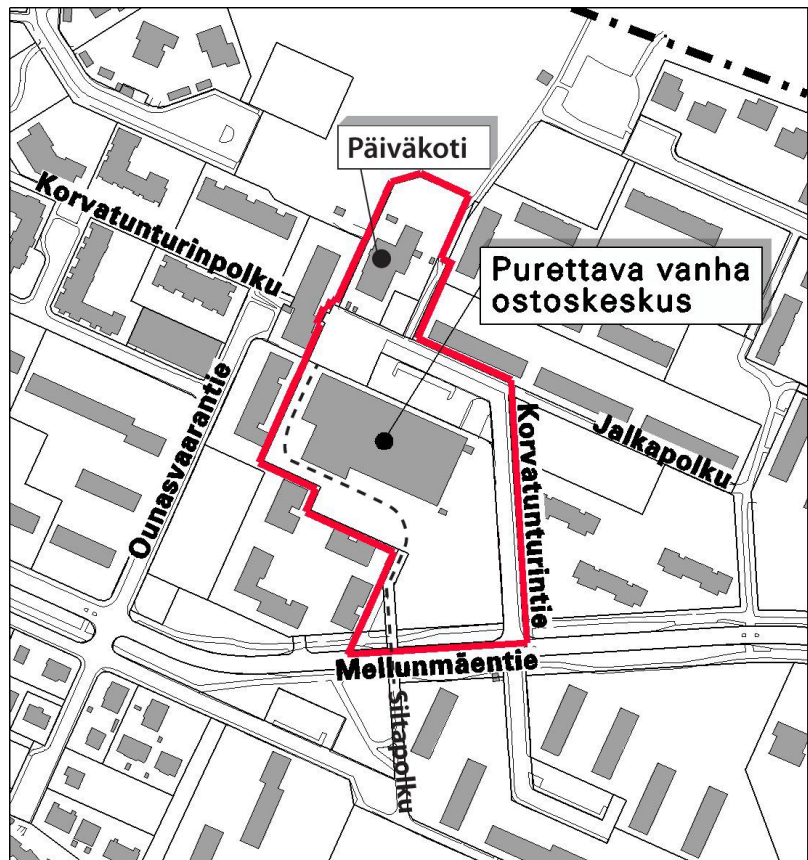 Päiväkoti
Korvatunturinpolku
Purettava vanha
ostoskeskus
Ounasvaarantie
Korvatunturintie
Jalkapolku
Mellunmäentie
Siltapolku